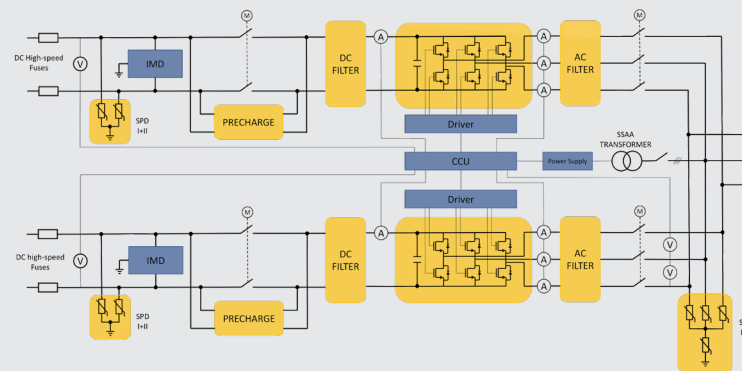 M
DC High-speed
Fuses
V
IMD
SPD
I+II
PRECHARGE
DC
FILTER
A
A
A
A
AC
FILTER
M
Driver
CCU
Power Supply
SSAA
TRANSFORMER
Driver
M
DC high-speed
Fuses
V
IMD
SPD
I+II
PRECHARGE
DC
FILTER
A
A
A
A
AC
FILTER
M
V
V